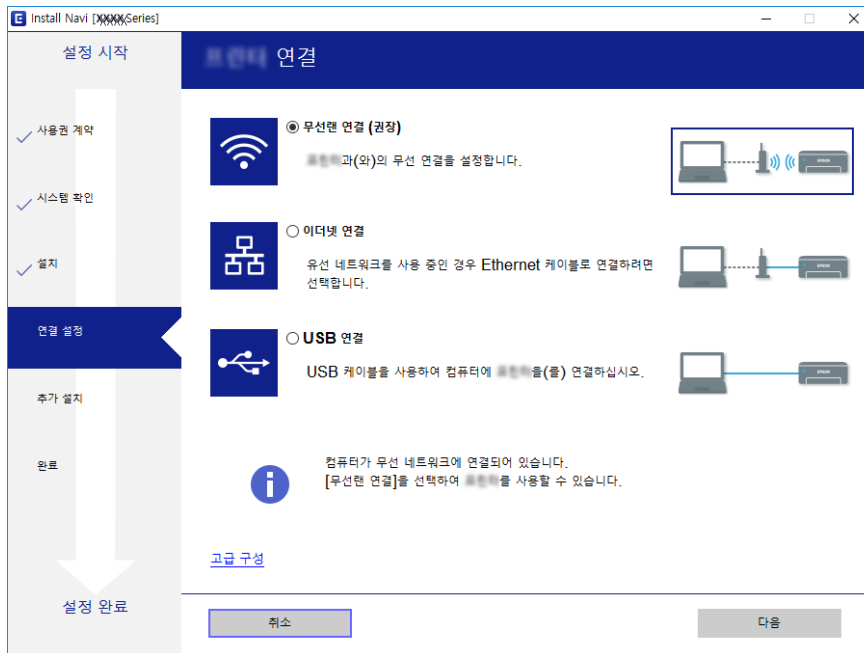 Install Navi [XXXX Series]
설정 시작
연결
사용권 계약
시스템 확인
설치
연결 설정
추가 설치
완료
설정 완료
무선랜 연결 (권장)
과(와)의 무선 연결을 설정합니다.
EPSON
이더넷 연결
유선 네트워크를 사용 중인 경우 Ethernet 케이블로 연결하려면
선택합니다.
EPSON
USB 연결
USB 케이블을 사용하여 컴퓨터에 을(를) 연결하십시오.
EPSON
컴퓨터가 무선 네트워크에 연결되어 있습니다.
[무선랜 연결]을 선택하여 를 사용할 수 있습니다.
고급 구성
취소
다음